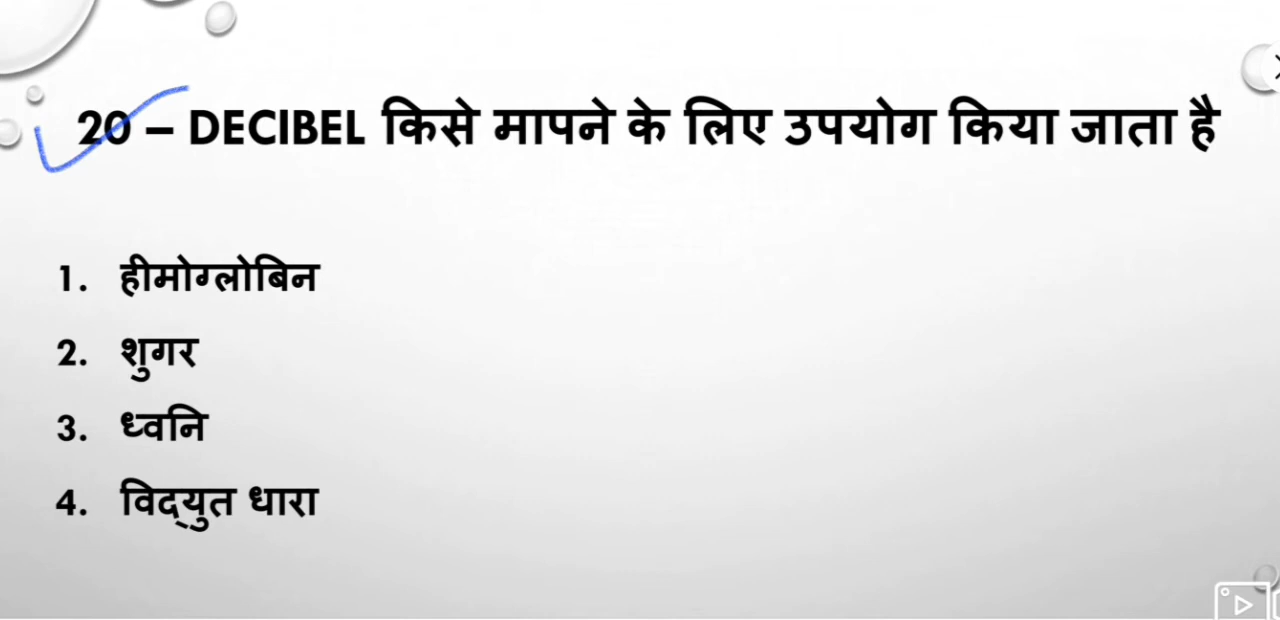 20 – DECIBEL किसे मापने के लिए उपयोग किया जाता है
1. हीमोग्लोबिन
2. शुगर
3. ध्वनि
4. विद्युत धारा